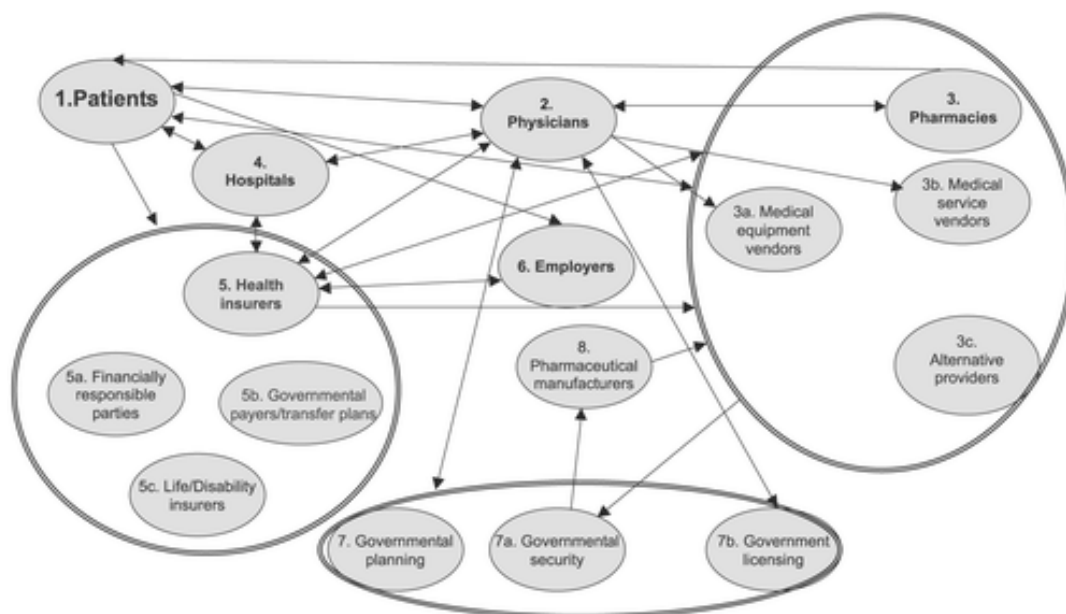 1.Patients
2.
Physicians
3.
Pharmacies
4.
Hospitals
3b. Medical
service
vendors
3a. Medical
equipment
vendors
6. Employers
5. Health
insurers
8.
Pharmaceutical
manufacturers
3c.
Alternative
providers
5a. Financially
responsible
parties
5b. Governmental
payers/transfer plans
5c. Life/Disability
insurers
7. Governmental
planning
7a. Governmental
security
7b. Government
licensing